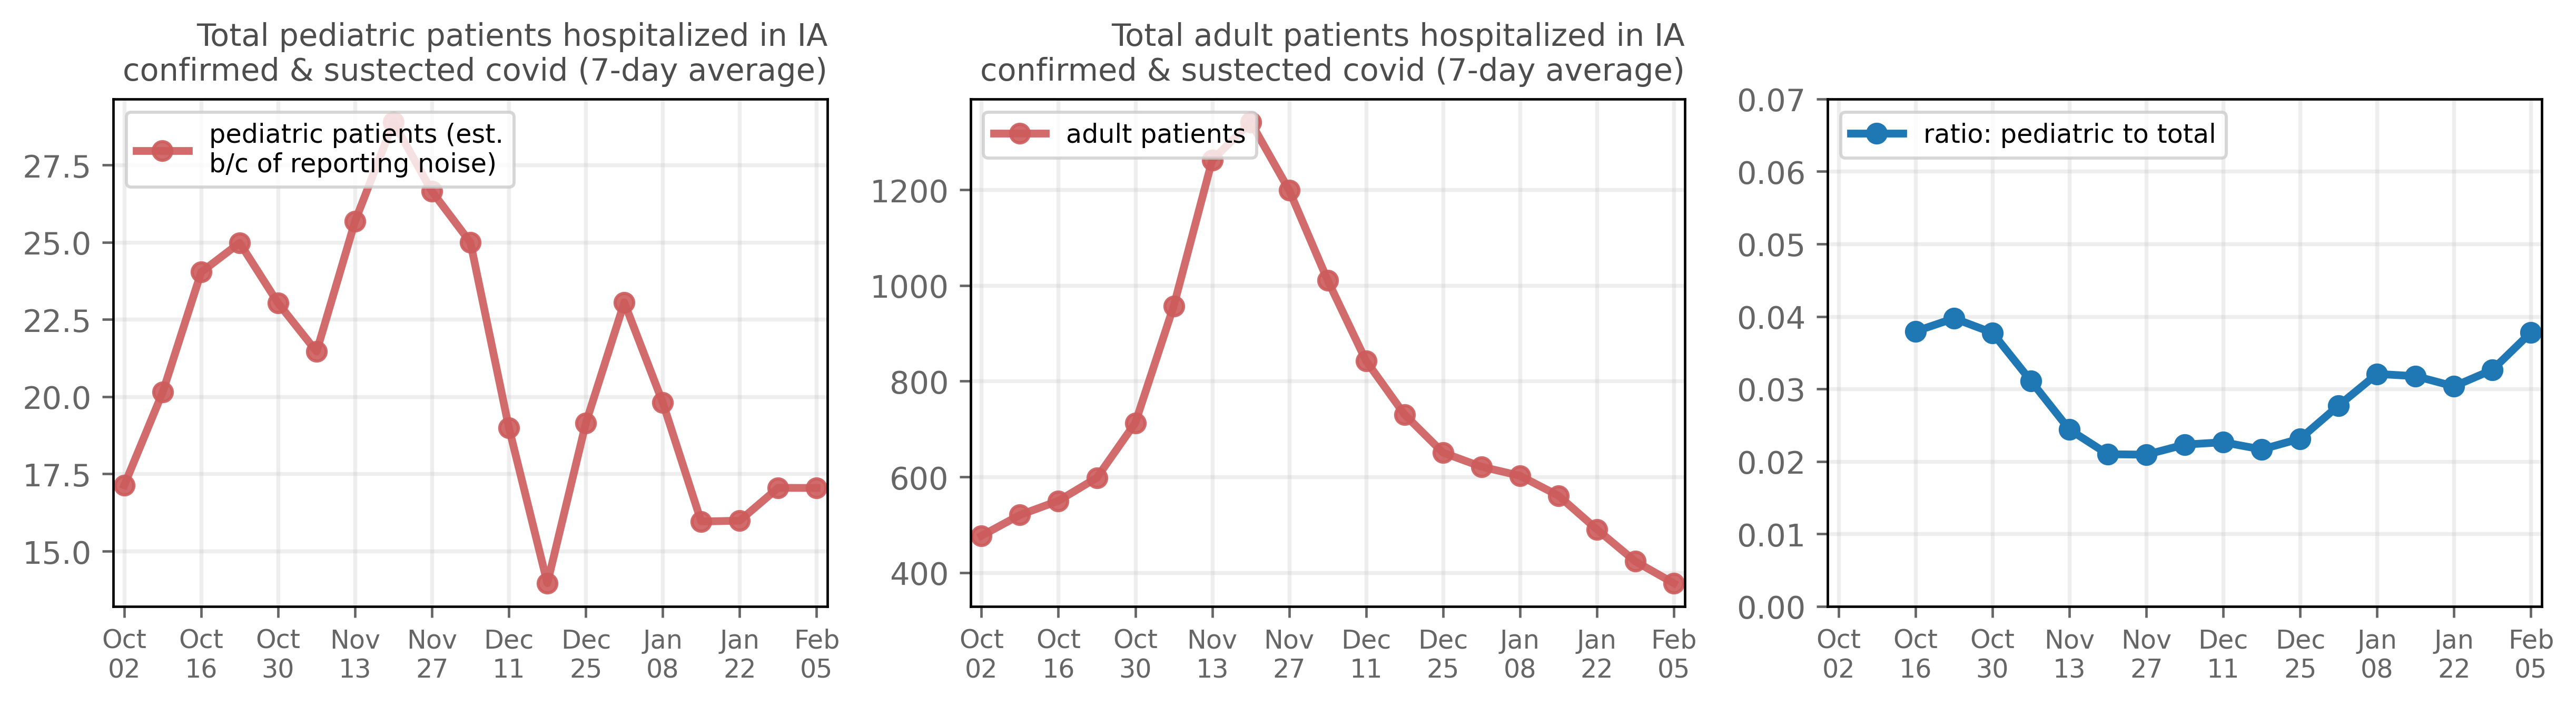 Total pediatric patients hospitalized in IA
confirmed & sustected covid (7-day average)
pediatric patients (est.
b/c of reporting noise)
27.5
25.0
22.5
20.0
17.5
15.0
Oct Oct Oct Nov Nov Dec Dec Jan Jan Feb
02 16 30 13 27 11 25 08 22 05
Total adult patients hospitalized in IA
confirmed & sustected covid (7-day average)
adult patients
1200
1000
800
600
400
Oct Oct Oct Nov Nov Dec Dec Jan Jan Feb
02 16 30 13 27 11 25 08 22 05
ratio: pediatric to total
0.07
0.06
0.05
0.04
0.03
0.02
0.01
0.00
Oct Oct Oct Nov Nov Dec Dec Jan Jan Feb
02 16 30 13 27 11 25 08 22 05